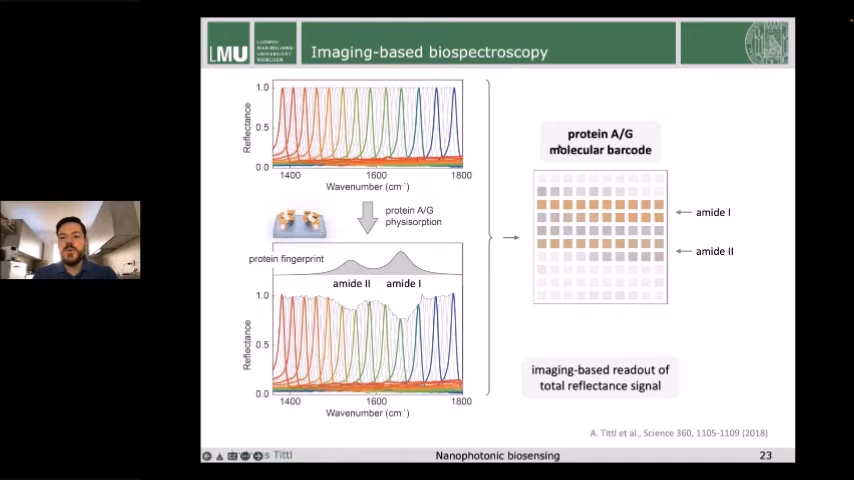 LMU
LUDWIG-
MAXIMILIANS-
UNIVERSITÄT
MÜNCHEN
Imaging-based biospectroscopy
Reflectance
1.0
0.5
0.0
1400
1600
1800
Wavenumber (cm⁻¹)
protein A/G
physisorption
protein fingerprint
amide II
amide I
Reflectance
1.0
0.5
0.0
1400
1600
1800
Wavenumber (cm⁻¹)
protein A/G
molecular barcode
amide I
amide II
imaging-based readout of
total reflectance signal
A. Tittl et al., Science 360, 1105-1109 (2018)
s Tittl
Nanophotonic biosensing
23